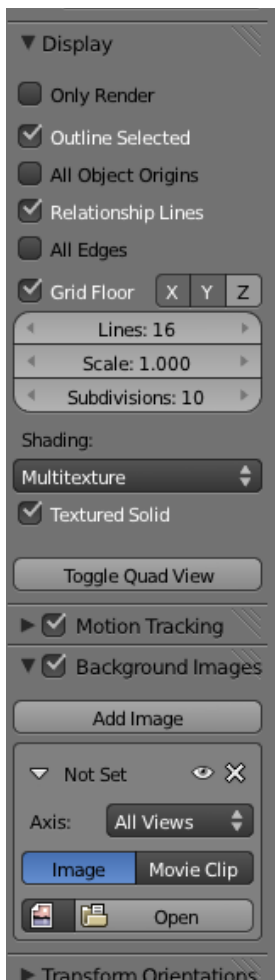 Display
Only Render
Outline Selected
All Object Origins
Relationship Lines
All Edges
Grid Floor X Y Z
Lines: 16
Scale: 1.000
Subdivisions: 10
Shading:
Multitexture
Textured Solid
Toggle Quad View
Motion Tracking
Background Images
Add Image
Not Set
Axis: All Views
Image Movie Clip
Open
Transform Orientations